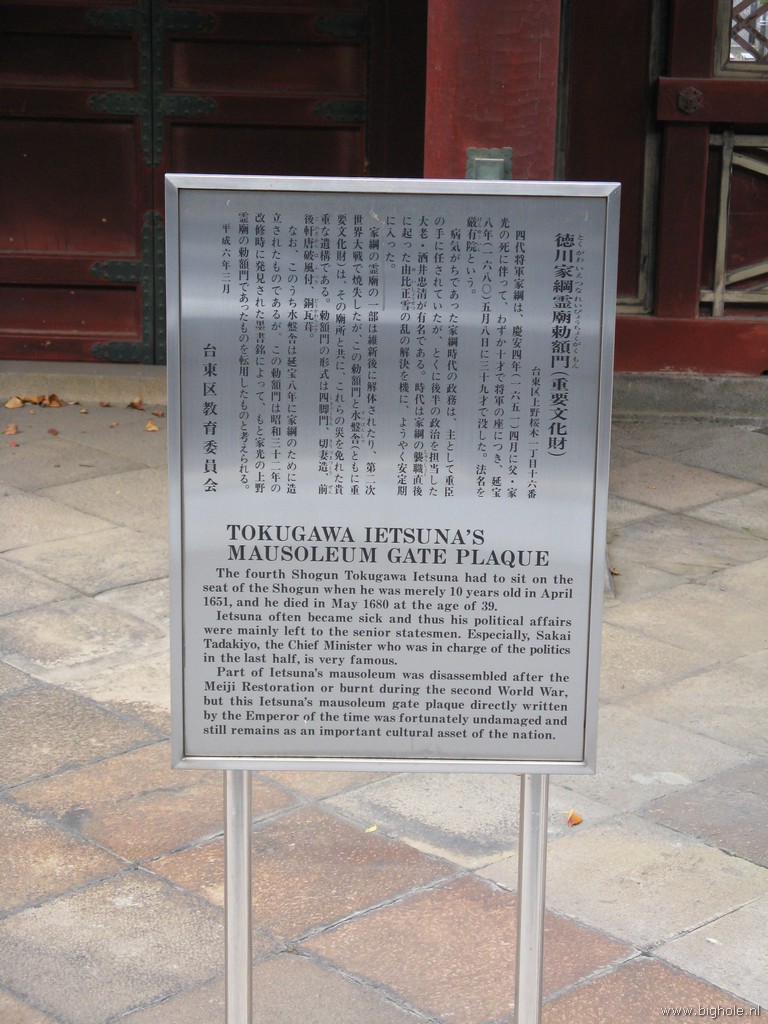 徳川家綱霊廟勅額門(重要文化財)
とくがわいえつなれいびょうちょくがくもん
台東区上野桜木一丁目十六番
四代将軍家綱は、慶安四年(一六五一)四月に父・家
光の死に伴って、わずか十才で将軍の座につき、延宝
八年(一六八〇)五月八日に三十九才で没した。法名を
厳有院という。
病気がちであった家綱時代の政務は、主として重臣
の手に任されていたが、とくに後半の政治を担当した
大老・酒井忠清が有名である。時代は家綱の襲職直後
に起った由比正雪の乱の解決を機に、ようやく安定期
に入った。
家綱の霊廟の一部は維新後に解体されたり、第二次
世界大戦で焼失したが、この勅額門と水盤舎(ともに重
要文化財)は、その廟所と共に、これらの災を免れた貴
重な遺構である。勅額門の形式は四脚門、切妻造、前
後軒唐破風付、銅瓦葺。
なお、このうち水盤舎は延宝八年に家綱のために造
立されたものであるが、この勅額門は昭和三十二年の
改修時に発見された墨書銘によって、もと家光の上野
霊廟の勅額門であったものを転用したものと考えられる。
平成六年三月
台東区教育委員会
TOKUGAWA IETSUNA'S
MAUSOLEUM GATE PLAQUE
The fourth Shogun Tokugawa Ietsuna had to sit on the
seat of the Shogun when he was merely 10 years old in April
1651, and he died in May 1680 at the age of 39.
Ietsuna often became sick and thus his political affairs
were mainly left to the senior statesmen. Especially, Sakai
Tadakiyo, the Chief Minister who was in charge of the politics
in the last half, is very famous.
Part of Ietsuna's mausoleum was disassembled after the
Meiji Restoration or burnt during the second World War,
but this Ietsuna's mausoleum gate plaque directly written
by the Emperor of the time was fortunately undamaged and
still remains as an important cultural asset of the nation.
www.bighole.nl